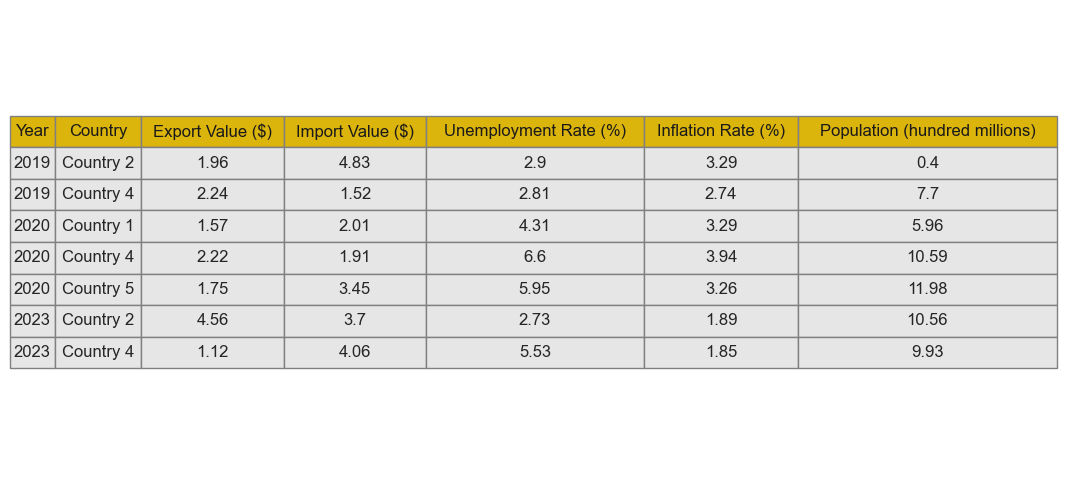 Year Country Export Value ($) Import Value ($) Unemployment Rate (%) Inflation Rate (%) Population (hundred millions)
2019 Country 2 1.96 4.83 2.9 3.29 0.4
2019 Country 4 2.24 1.52 2.81 2.74 7.7
2020 Country 1 1.57 2.01 4.31 3.29 5.96
2020 Country 4 2.22 1.91 6.6 3.94 10.59
2020 Country 5 1.75 3.45 5.95 3.26 11.98
2023 Country 2 4.56 3.7 2.73 1.89 10.56
2023 Country 4 1.12 4.06 5.53 1.85 9.93